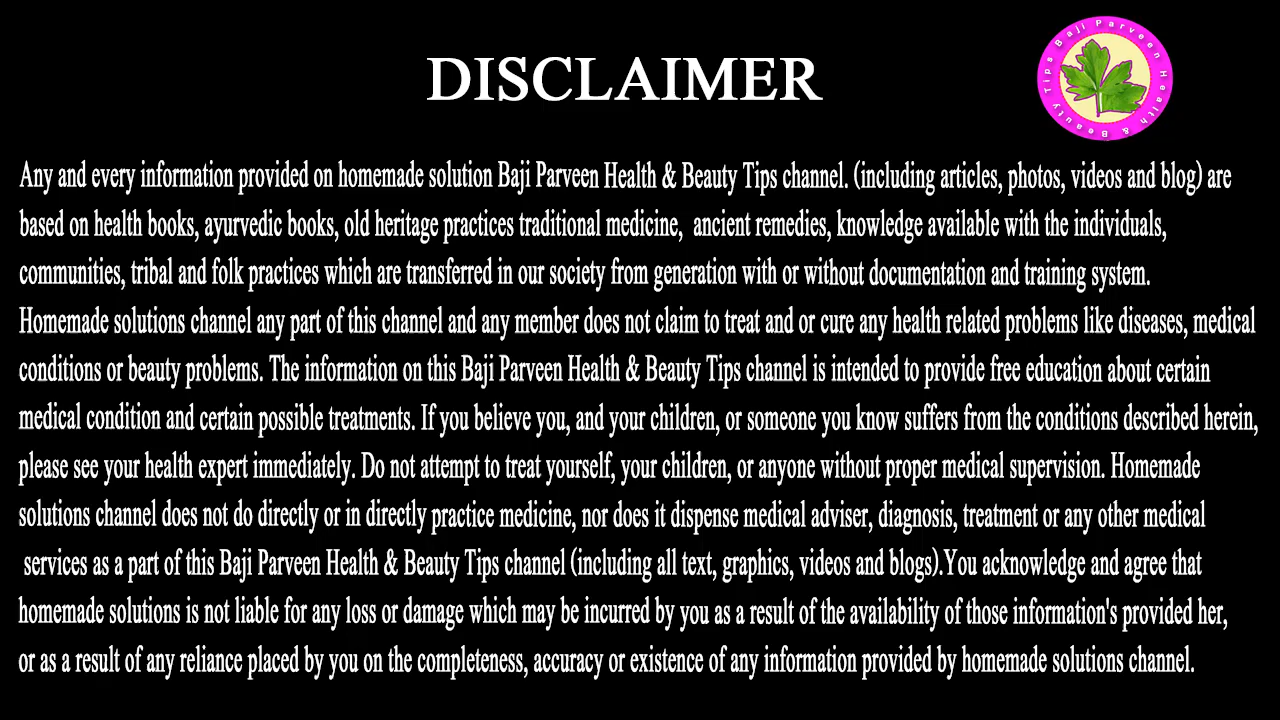 DISCLAIMER
Baji Parveen Health & Beauty Tips
Any and every information provided on homemade solution Baji Parveen Health & Beauty Tips channel. (including articles, photos, videos and blog) are
based on health books, ayurvedic books, old heritage practices traditional medicine, ancient remedies, knowledge available with the individuals,
communities, tribal and folk practices which are transferred in our society from generation with or without documentation and training system.
Homemade solutions channel any part of this channel and any member does not claim to treat and or cure any health related problems like diseases, medical
conditions or beauty problems. The information on this Baji Parveen Health & Beauty Tips channel is intended to provide free education about certain
medical condition and certain possible treatments. If you believe you, and your children, or someone you know suffers from the conditions described herein,
please see your health expert immediately. Do not attempt to treat yourself, your children, or anyone without proper medical supervision. Homemade
solutions channel does not do directly or in directly practice medicine, nor does it dispense medical adviser, diagnosis, treatment or any other medical
services as a part of this Baji Parveen Health & Beauty Tips channel (including all text, graphics, videos and blogs).You acknowledge and agree that
homemade solutions is not liable for any loss or damage which may be incurred by you as a result of the availability of those information's provided her,
or as a result of any reliance placed by you on the completeness, accuracy or existence of any information provided by homemade solutions channel.